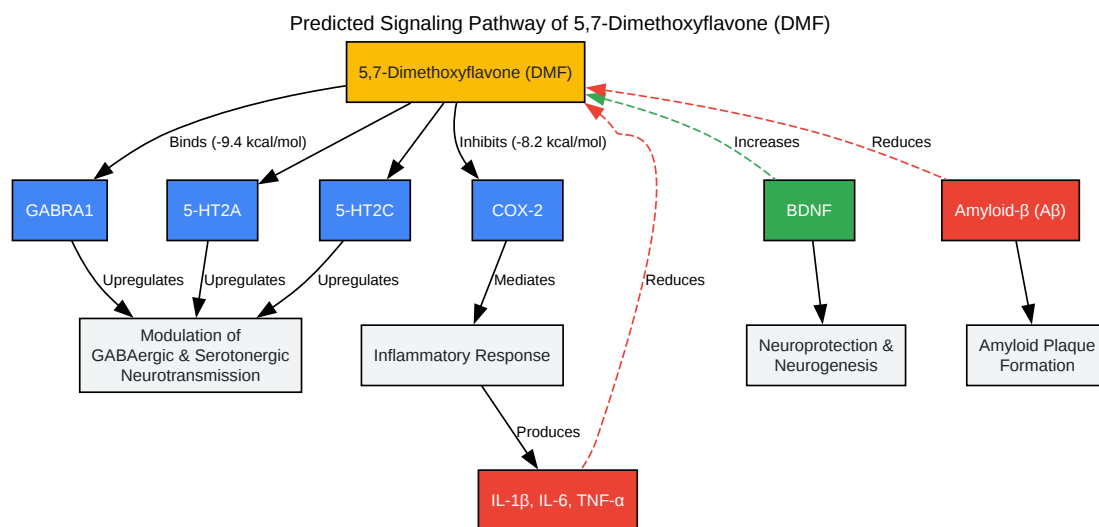 Predicted Signaling Pathway of 5,7-Dimethoxyflavone (DMF)
5,7-Dimethoxyflavone (DMF)
Binds (-9.4 kcal/mol)
Inhibits (-8.2 kcal/mol)
Increases
Reduces
GABRA1
5-HT2A
5-HT2C
COX-2
BDNF
Amyloid-β (Aβ)
Upregulates
Upregulates
Upregulates
Mediates
Reduces
Modulation of
GABAergic & Serotonergic
Neurotransmission
Inflammatory Response
Neuroprotection &
Neurogenesis
Amyloid Plaque
Formation
Produces
IL-1β, IL-6, TNF-α